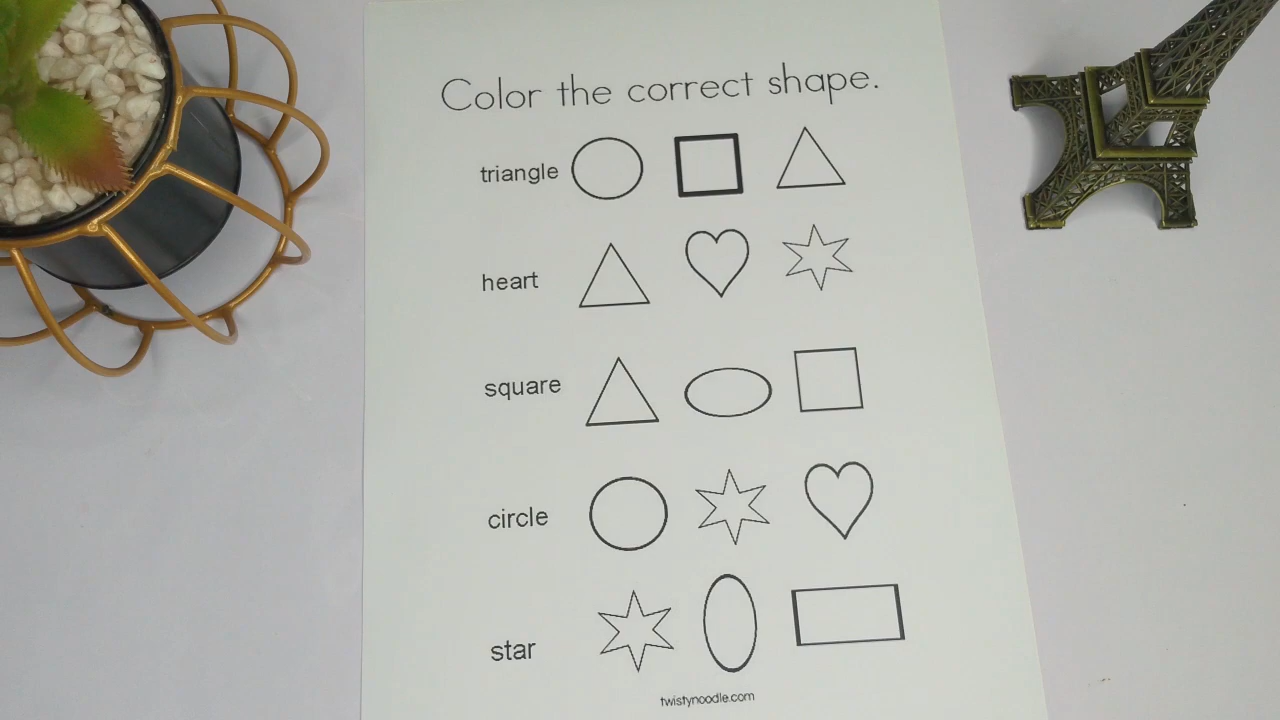 Color the correct shape.
triangle
heart
square
circle
star
twistynoodle.com